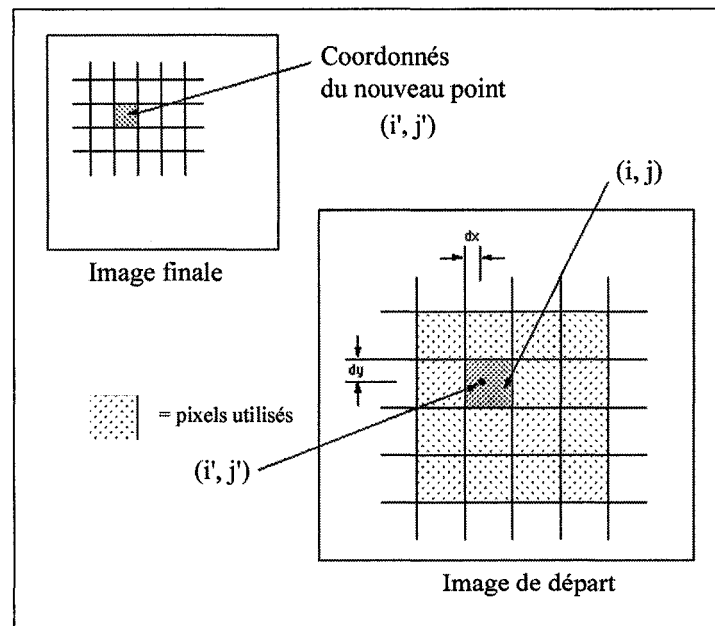 Coordonnés
du nouveau point
(i', j')
(i, j)
Image finale
dx
dy
= pixels utilisés
(i', j')
Image de départ